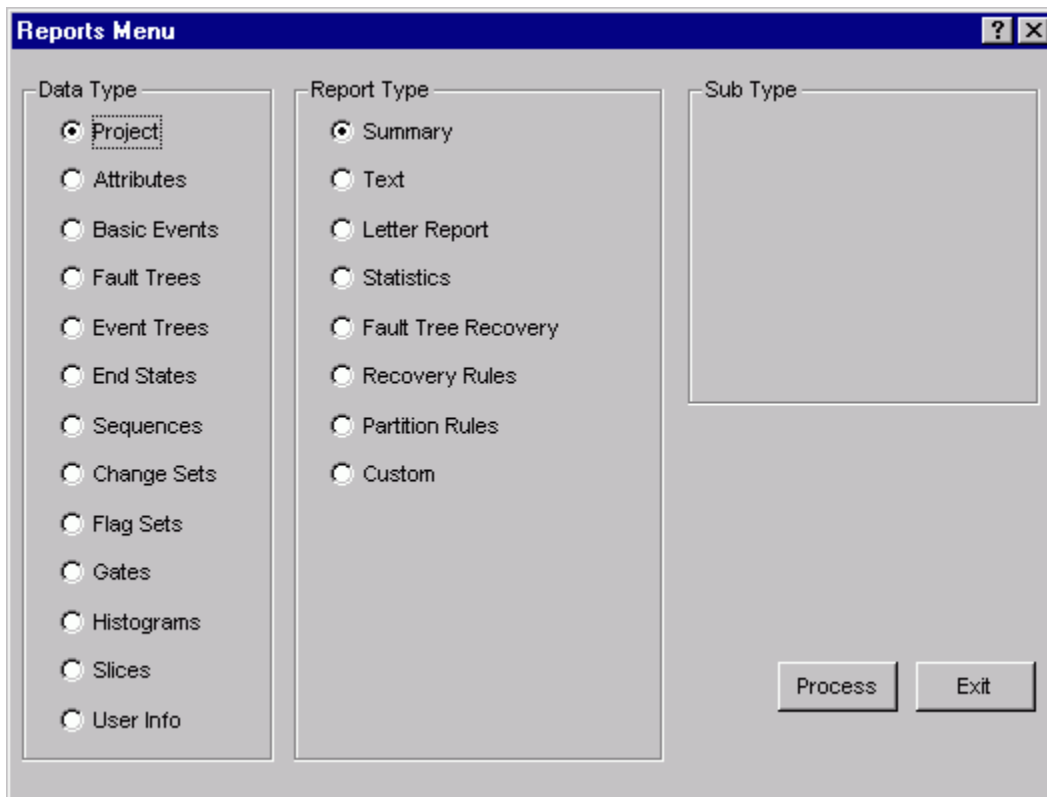 Reports Menu
Data Type
Project
Attributes
Basic Events
Fault Trees
Event Trees
End States
Sequences
Change Sets
Flag Sets
Gates
Histograms
Slices
User Info
Report Type
Summary
Text
Letter Report
Statistics
Fault Tree Recovery
Recovery Rules
Partition Rules
Custom
Sub Type
Process
Exit